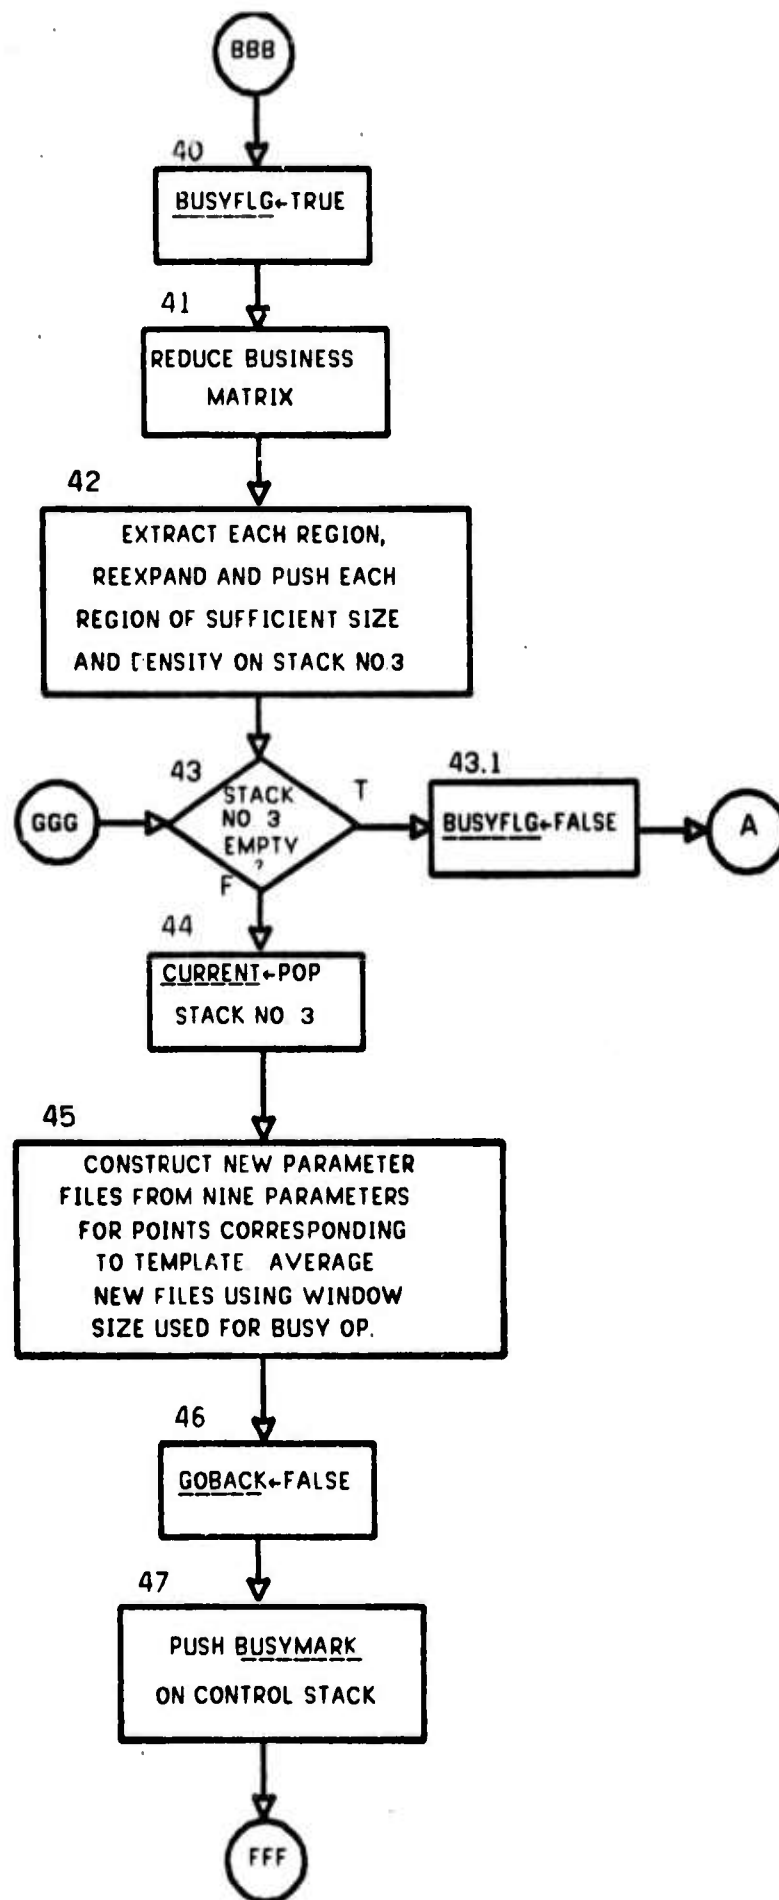 BBB
40
BUSYFLG←TRUE
41
REDUCE BUSINESS
MATRIX
42
EXTRACT EACH REGION,
REEXPAND AND PUSH EACH
REGION OF SUFFICIENT SIZE
AND DENSITY ON STACK NO.3
GGG
43
STACK
NO 3
EMPTY
?
T
F
43.1
BUSYFLG←FALSE
A
44
CURRENT←POP
STACK NO 3
45
CONSTRUCT NEW PARAMETER
FILES FROM NINE PARAMETERS
FOR POINTS CORRESPONDING
TO TEMPLATE. AVERAGE
NEW FILES USING WINDOW
SIZE USED FOR BUSY OP.
46
GOBACK←FALSE
47
PUSH BUSYMARK
ON CONTROL STACK
FFF